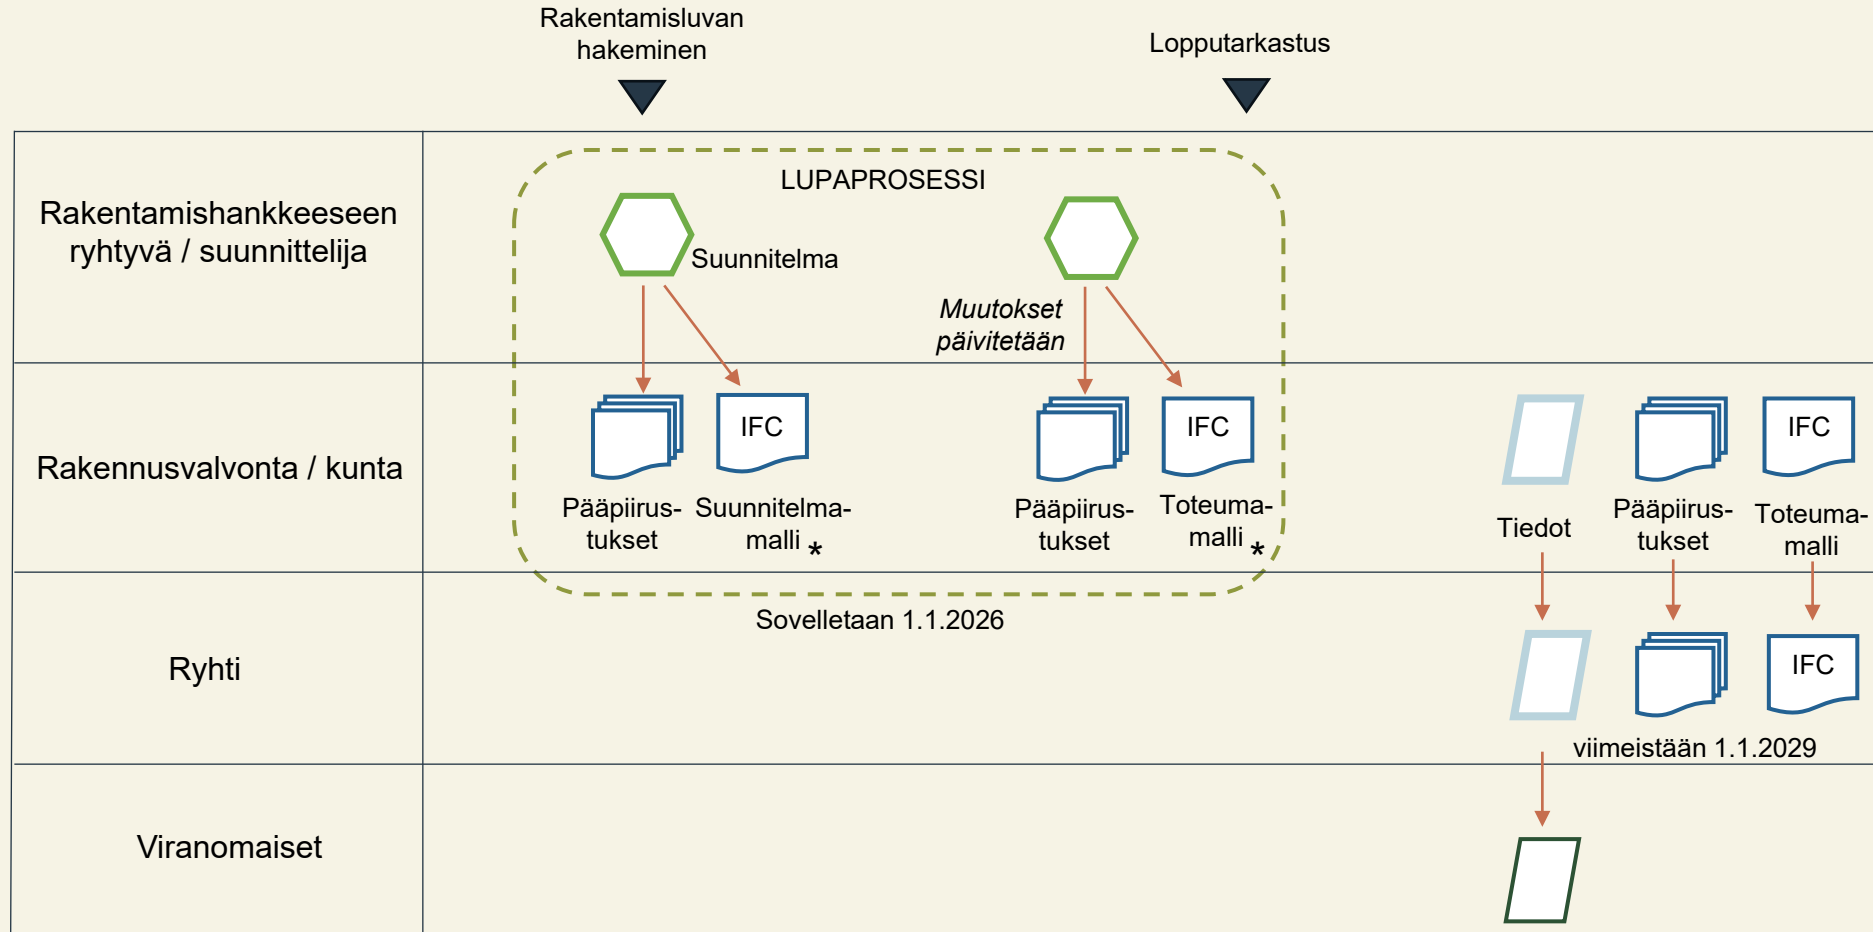 Rakentamisluvan
hakeminen
Lopputarkastus
Rakentamishankkeeseen
ryhtyvä / suunnittelija
LUPAPROSESSI
Suunnitelma
Muutokset
päivitetään
Rakennusvalvonta / kunta
IFC
Pääpiirus-
tukset
Suunnitelma-
malli *
IFC
Pääpiirus-
tukset
Toteuma-
malli *
IFC
Tiedot
Pääpiirus-
tukset
Toteuma-
malli
Sovelletaan 1.1.2026
Ryhti
IFC
viimeistään 1.1.2029
Viranomaiset